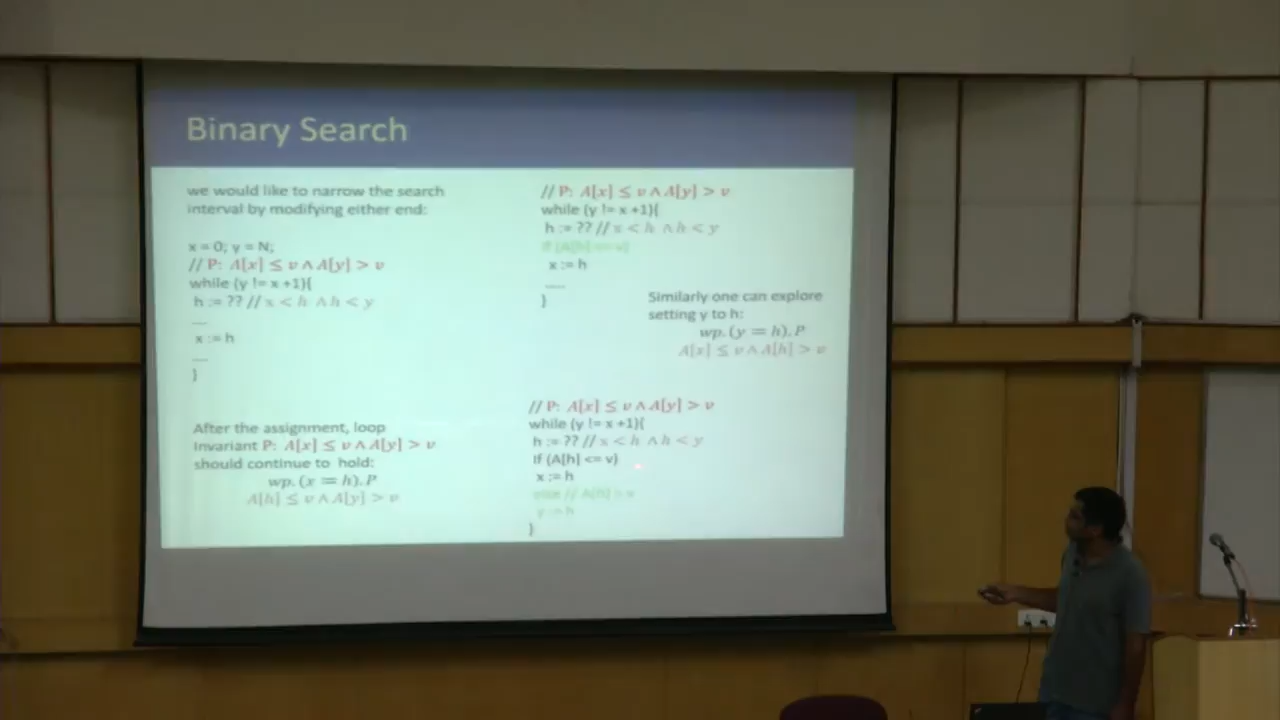 Binary Search
we would like to narrow the search
interval by modifying either end:
x = 0; y = N;
// P: A[x] ≤ v ∧ A[y] > v
while (y != x +1){
h := ?? // x < h ∧ h < y
....
x := h
....
}
After the assignment, loop
invariant P: A[x] ≤ v ∧ A[y] > v
should continue to hold:
wp. (x := h). P
A[h] ≤ v ∧ A[y] > v
// P: A[x] ≤ v ∧ A[y] > v
while (y != x +1){
h := ?? // x < h ∧ h < y
If (A[h] <= v)
x := h
.....
}
Similarly one can explore
setting y to h:
wp. (y := h). P
A[x] ≤ v ∧ A[h] > v
// P: A[x] ≤ v ∧ A[y] > v
while (y != x +1){
h := ?? // x < h ∧ h < y
If (A[h] <= v)
x := h
else // A[h] > v
y := h
}